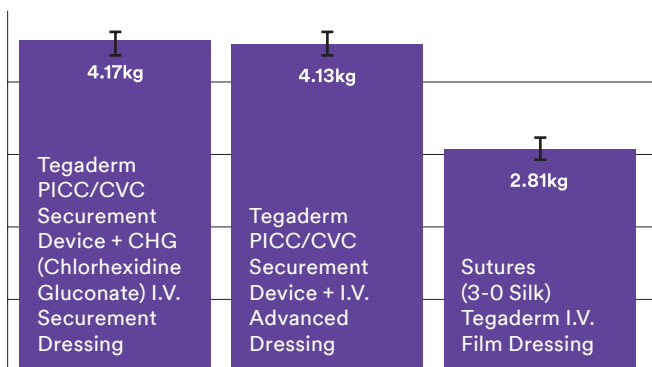 4.17kg
Tegaderm
PICC/CVC
Securement
Device + CHG
(Chlorhexidine
Gluconate) I.V.
Securement
Dressing
4.13kg
Tegaderm
PICC/CVC
Securement
Device + I.V.
Advanced
Dressing
2.81kg
Sutures
(3-0 Silk)
Tegaderm I.V.
Film Dressing